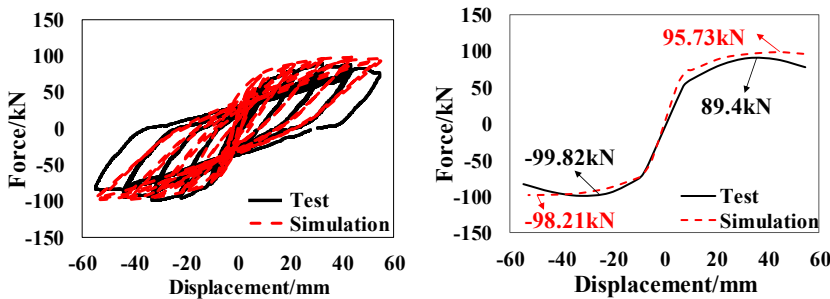 150
100
50
0
-50
-100
-150
Force/kN
Test
Simulation
-60 -40 -20 0 20 40 60
Displacement/mm
150
100
50
0
-50
-100
-150
Force/kN
95.73kN
89.4kN
-99.82kN
-98.21kN
Test
Simulation
-60 -40 -20 0 20 40 60
Displacement/mm